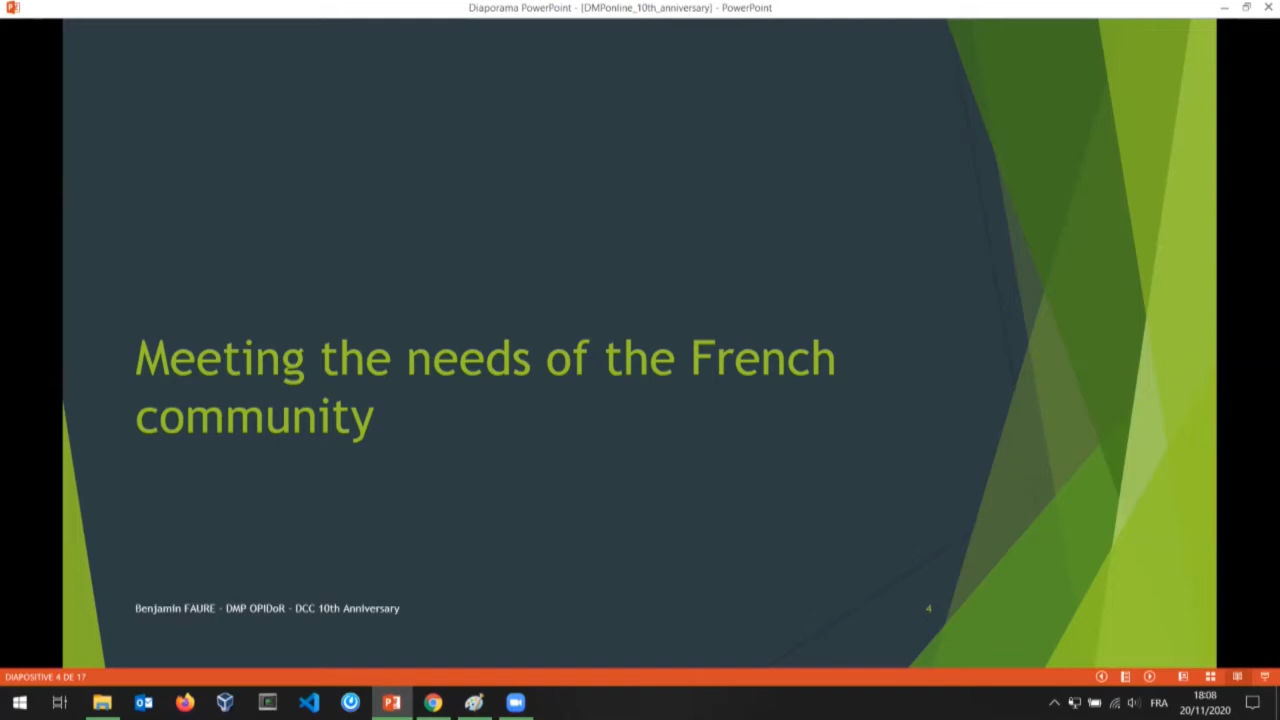 Diaporama PowerPoint - [DMPonline_10th_anniversary] - PowerPoint
Meeting the needs of the French
community
Benjamin FAURE - DMP OPIDoR - DCC 10th Anniversary
4
DIAPOSITIVE 4 DE 17
FRA
18:08
20/11/2020